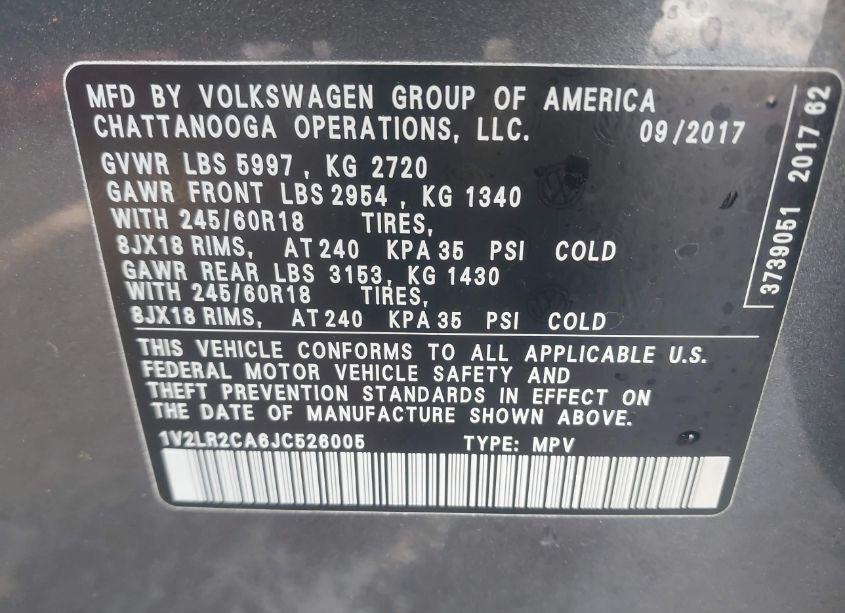 MFD BY VOLKSWAGEN GROUP OF AMERICA
CHATTANOOGA OPERATIONS, LLC. 09/2017
GVWR LBS 5997 , KG 2720
GAWR FRONT LBS 2954 , KG 1340
WITH 245/60R18 TIRES,
8JX18 RIMS, AT 240 KPA 35 PSI COLD
GAWR REAR LBS 3153, KG 1430
WITH 245/60R18 TIRES,
8JX18 RIMS, AT 240 KPA 35 PSI COLD
THIS VEHICLE CONFORMS TO ALL APPLICABLE U.S.
FEDERAL MOTOR VEHICLE SAFETY AND
THEFT PREVENTION STANDARDS IN EFFECT ON
THE DATE OF MANUFACTURE SHOWN ABOVE.
1V2LR2CA6JC526005 TYPE: MPV
3739051 2017 62